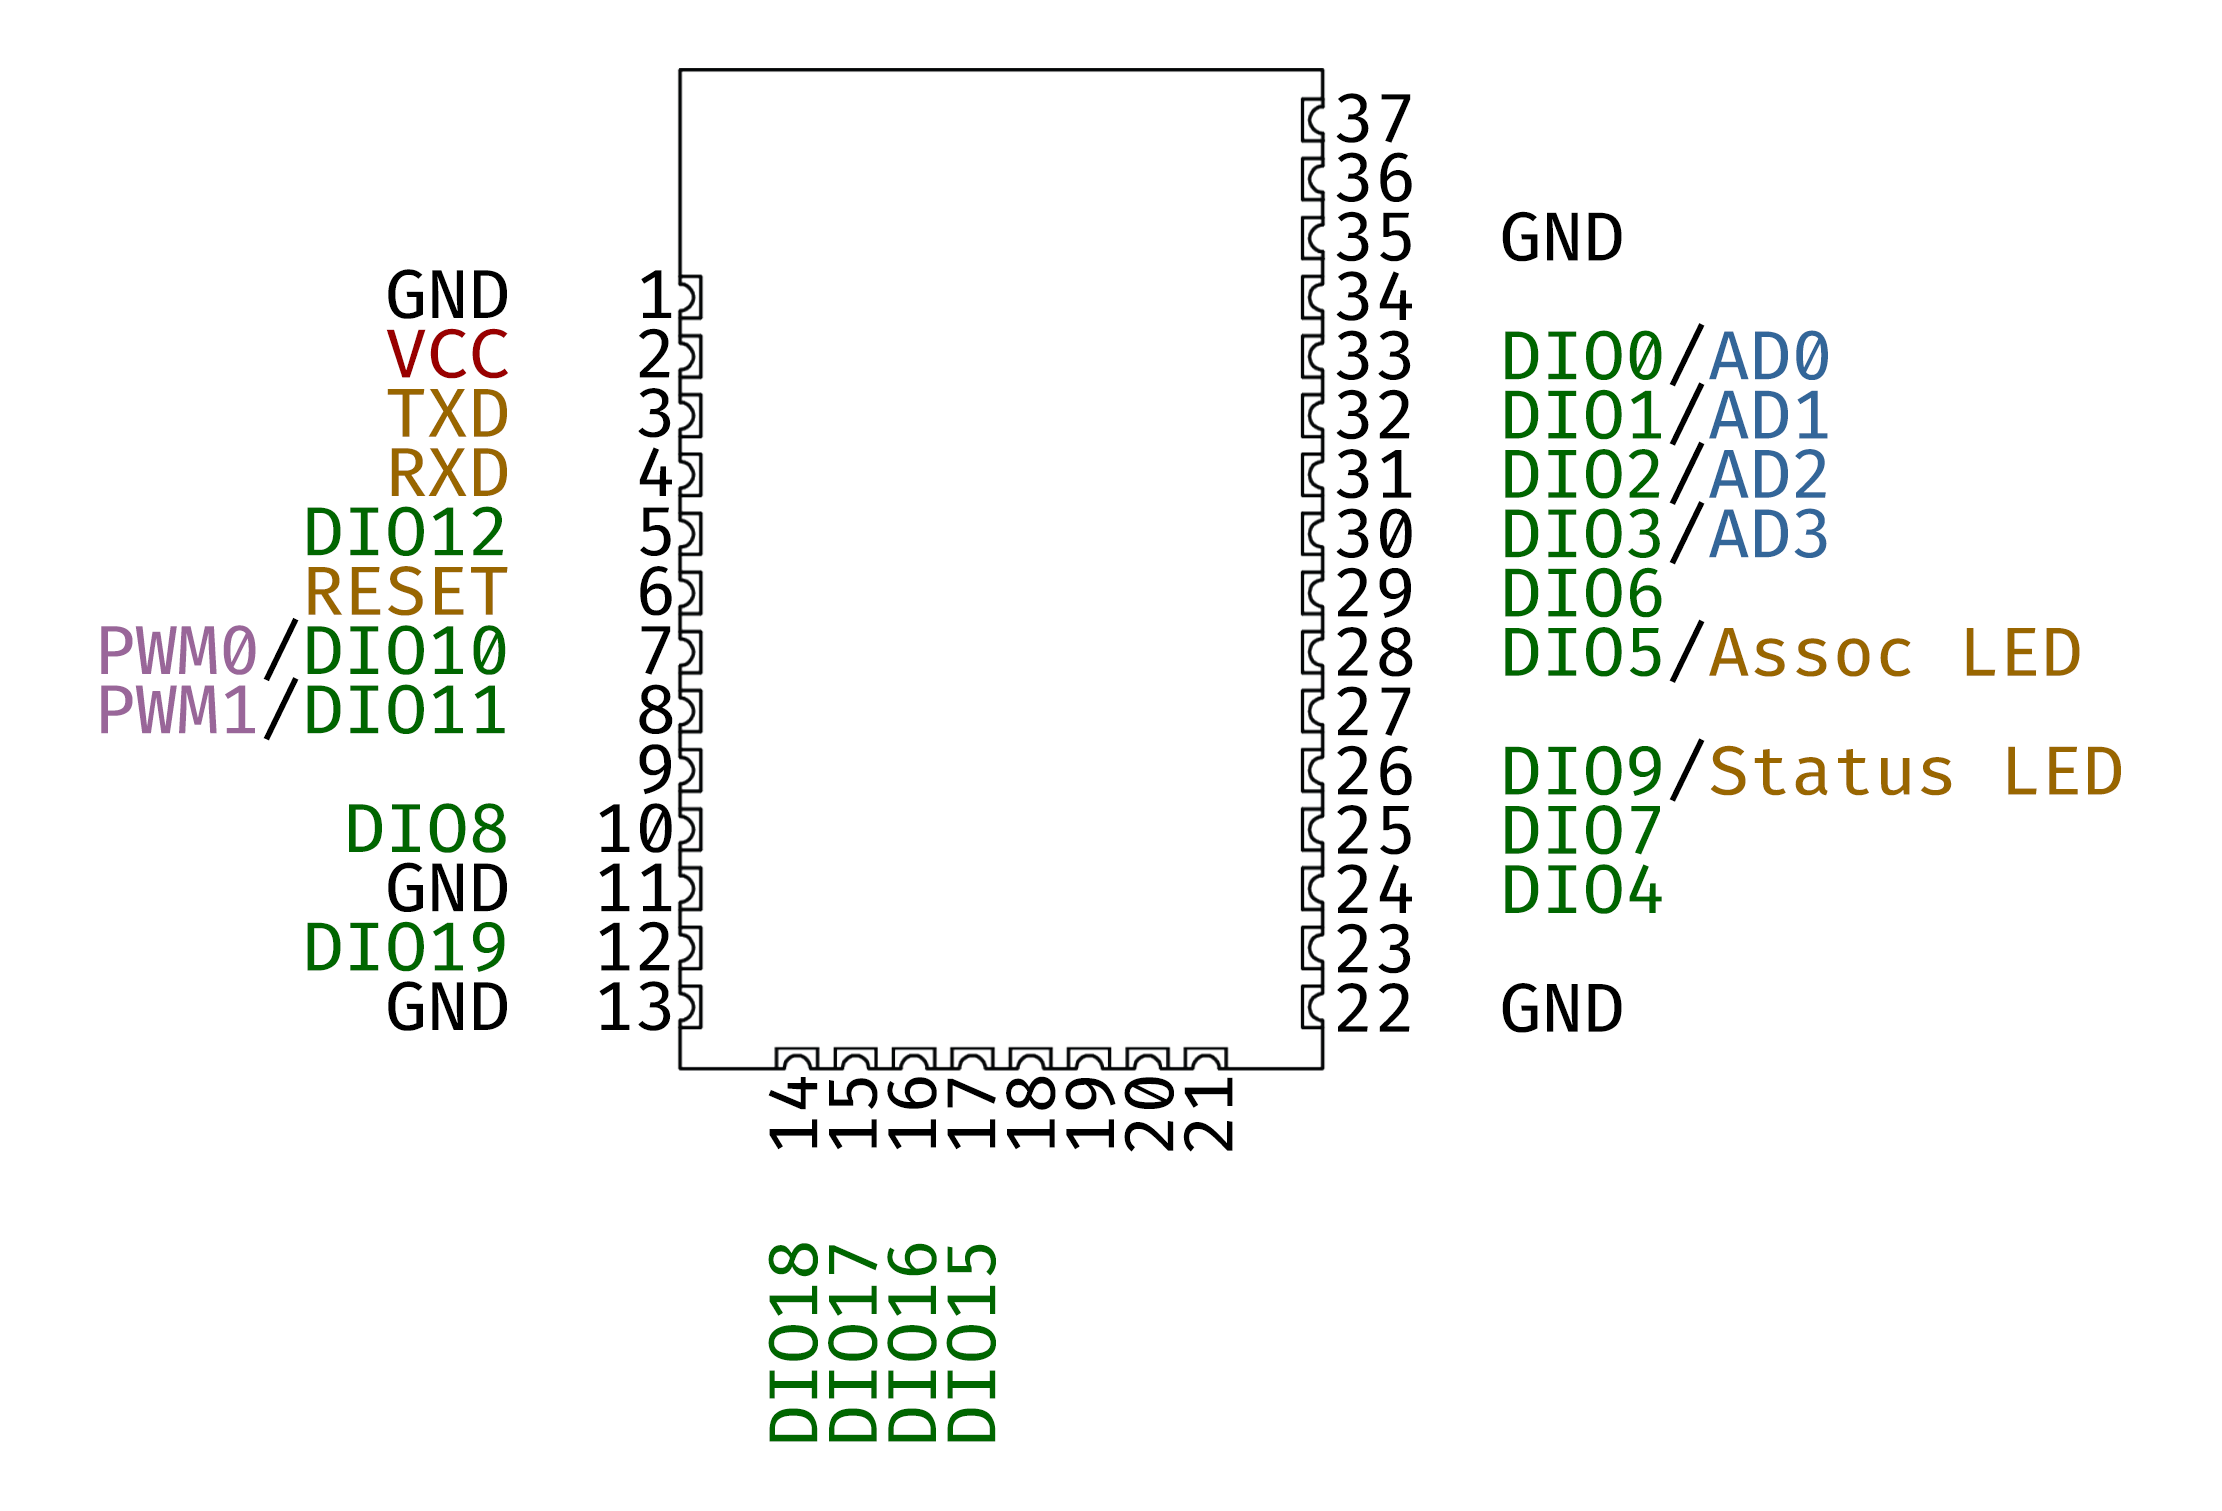 37
36
35 GND
GND 1 34
VCC 2 33 DIO0/AD0
TXD 3 32 DIO1/AD1
RXD 4 31 DIO2/AD2
DIO12 5 30 DIO3/AD3
RESET 6 29 DIO6
PWM0/DIO10 7 28 DIO5/Assoc LED
PWM1/DIO11 8 27
9 26 DIO9/Status LED
DIO8 10 25 DIO7
GND 11 24 DIO4
DIO19 12 23
GND 13 22 GND
14 15 16 17 18 19 20 21
DIO18 DIO17 DIO16 DIO15